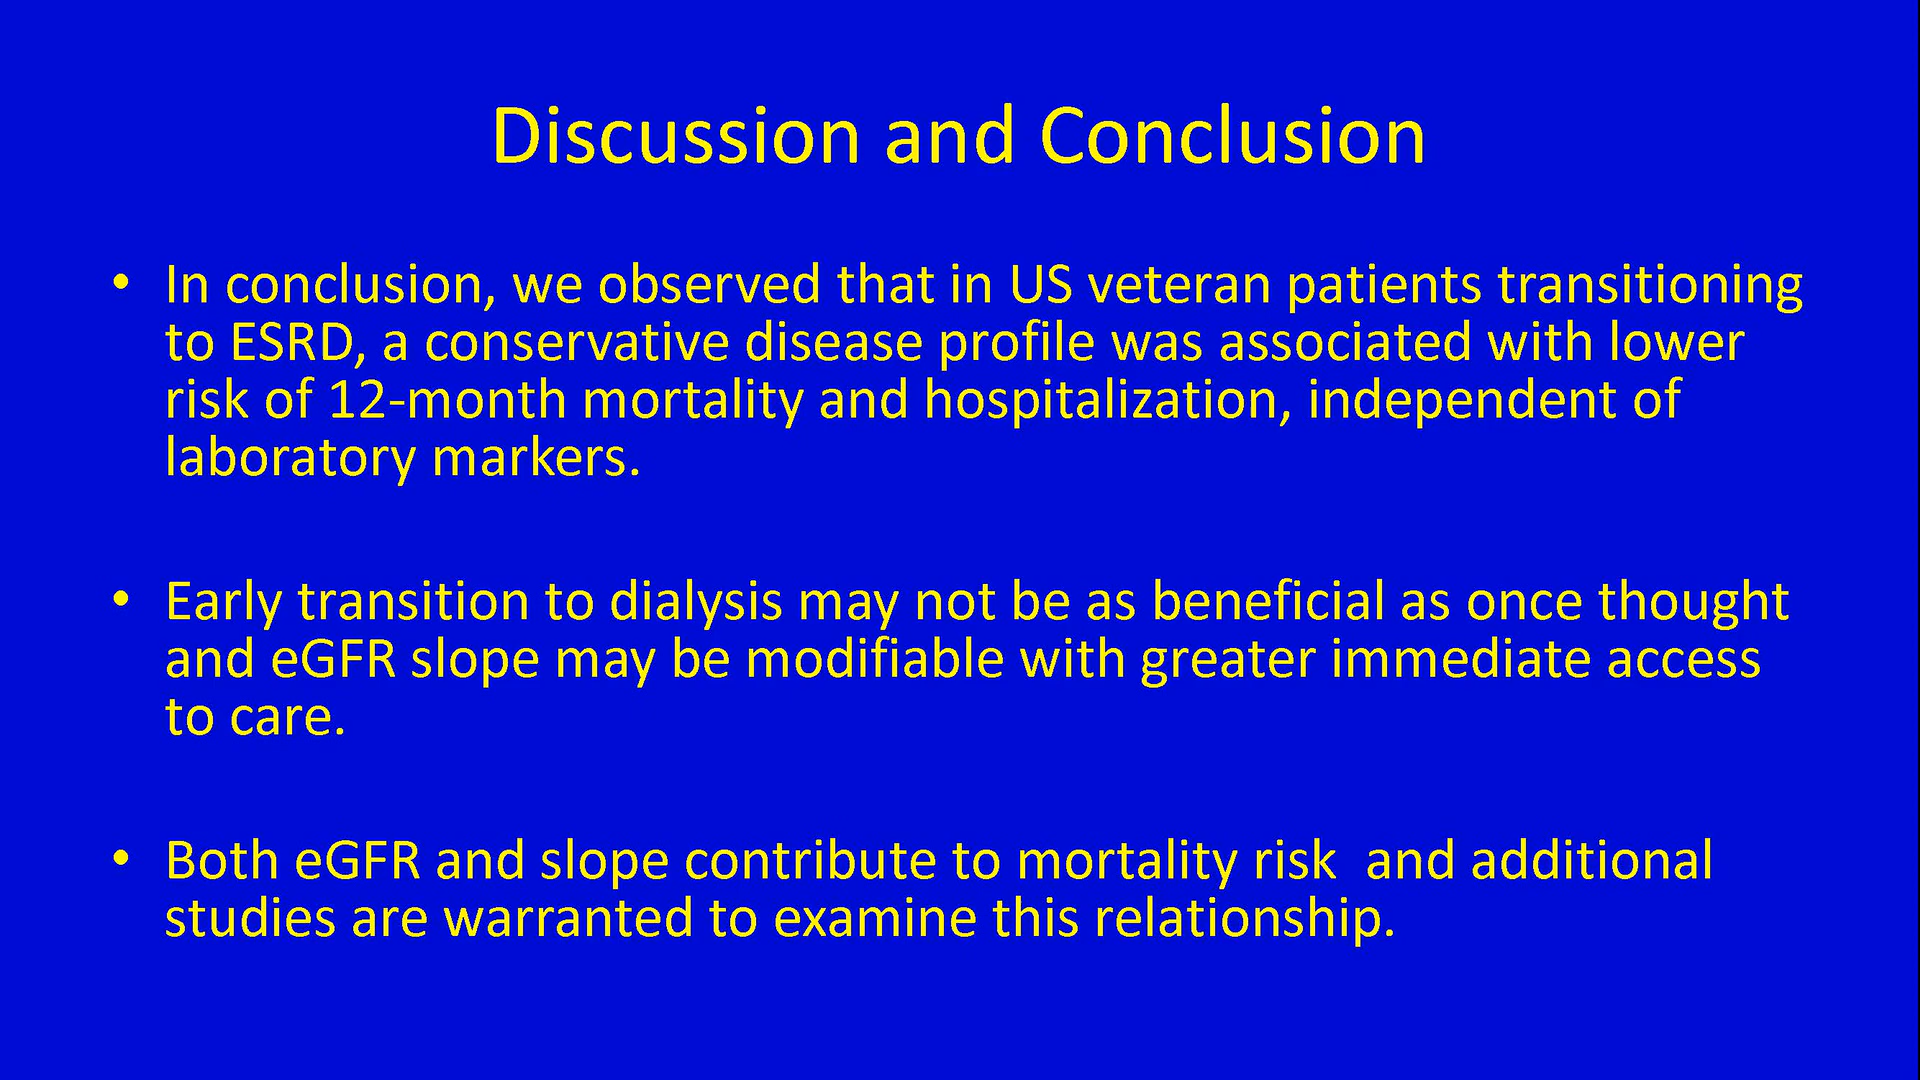 Discussion and Conclusion
• In conclusion, we observed that in US veteran patients transitioning
to ESRD, a conservative disease profile was associated with lower
risk of 12-month mortality and hospitalization, independent of
laboratory markers.
• Early transition to dialysis may not be as beneficial as once thought
and eGFR slope may be modifiable with greater immediate access
to care.
• Both eGFR and slope contribute to mortality risk  and additional
studies are warranted to examine this relationship.